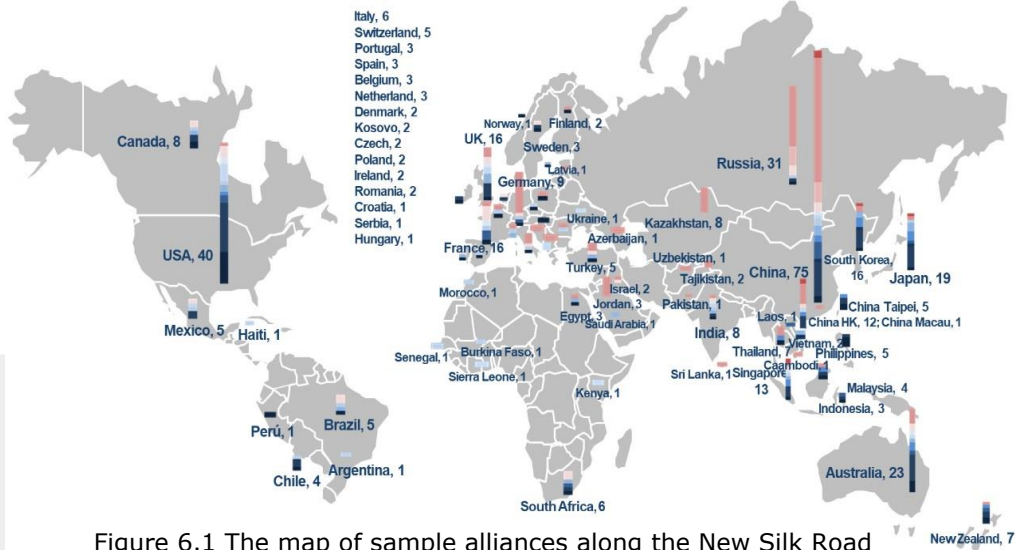 Italy, 6
Switzerland, 5
Portugal, 3
Spain, 3
Belgium, 3
Netherland, 3
Denmark, 2
Kosovo, 2
Czech, 2
Poland, 2
Ireland, 2
Romania, 2
Croatia, 1
Serbia, 1
Hungary, 1
Canada, 8
USA, 40
Mexico, 5
Haiti, 1
Perú, 1
Brazil, 5
Chile, 4
Argentina, 1
Norway, 1
Finland, 2
UK, 16
Sweden, 3
Latvia, 1
Germany, 9
Ukraine, 1
France, 16
Azerbaijan, 1
Turkey, 5
Morocco, 1
Israel, 2
Jordan, 3
Egypt, 3
Saudi Arabia, 1
Senegal, 1
Burkina Faso, 1
Sierra Leone, 1
Kenya, 1
South Africa, 6
Russia, 31
Kazakhstan, 8
Uzbekistan, 1
Tajikistan, 2
Pakistan, 1
China, 75
South Korea,
16
Japan, 19
India, 8
Laos, 1
China Taipei, 5
China HK, 12; China Macau, 1
Vietnam, 2
Thailand, 7
Philippines, 5
Caambodi, 1
Sri Lanka, 1
Singapore
13
Malaysia, 4
Indonesia, 3
Australia, 23
New Zealand, 7
Figure 6.1 The map of sample alliances along the New Silk Road